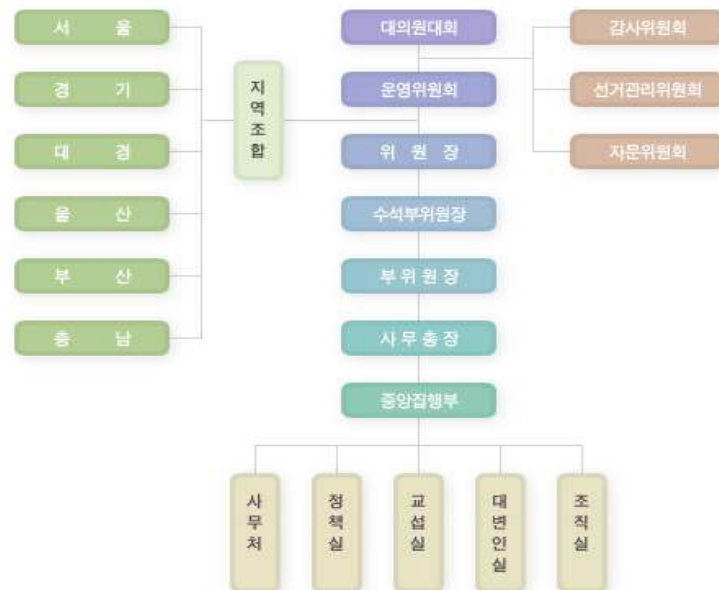 서 울
대의원대회
감사위원회
경 기
지역조합
운영위원회
선거관리위원회
대 경
위 원 장
자문위원회
울 산
수석부위원장
부 산
부 위 원 장
충 남
사 무 총 장
중앙집행부
사무처
정책실
교섭실
대변인실
조직실